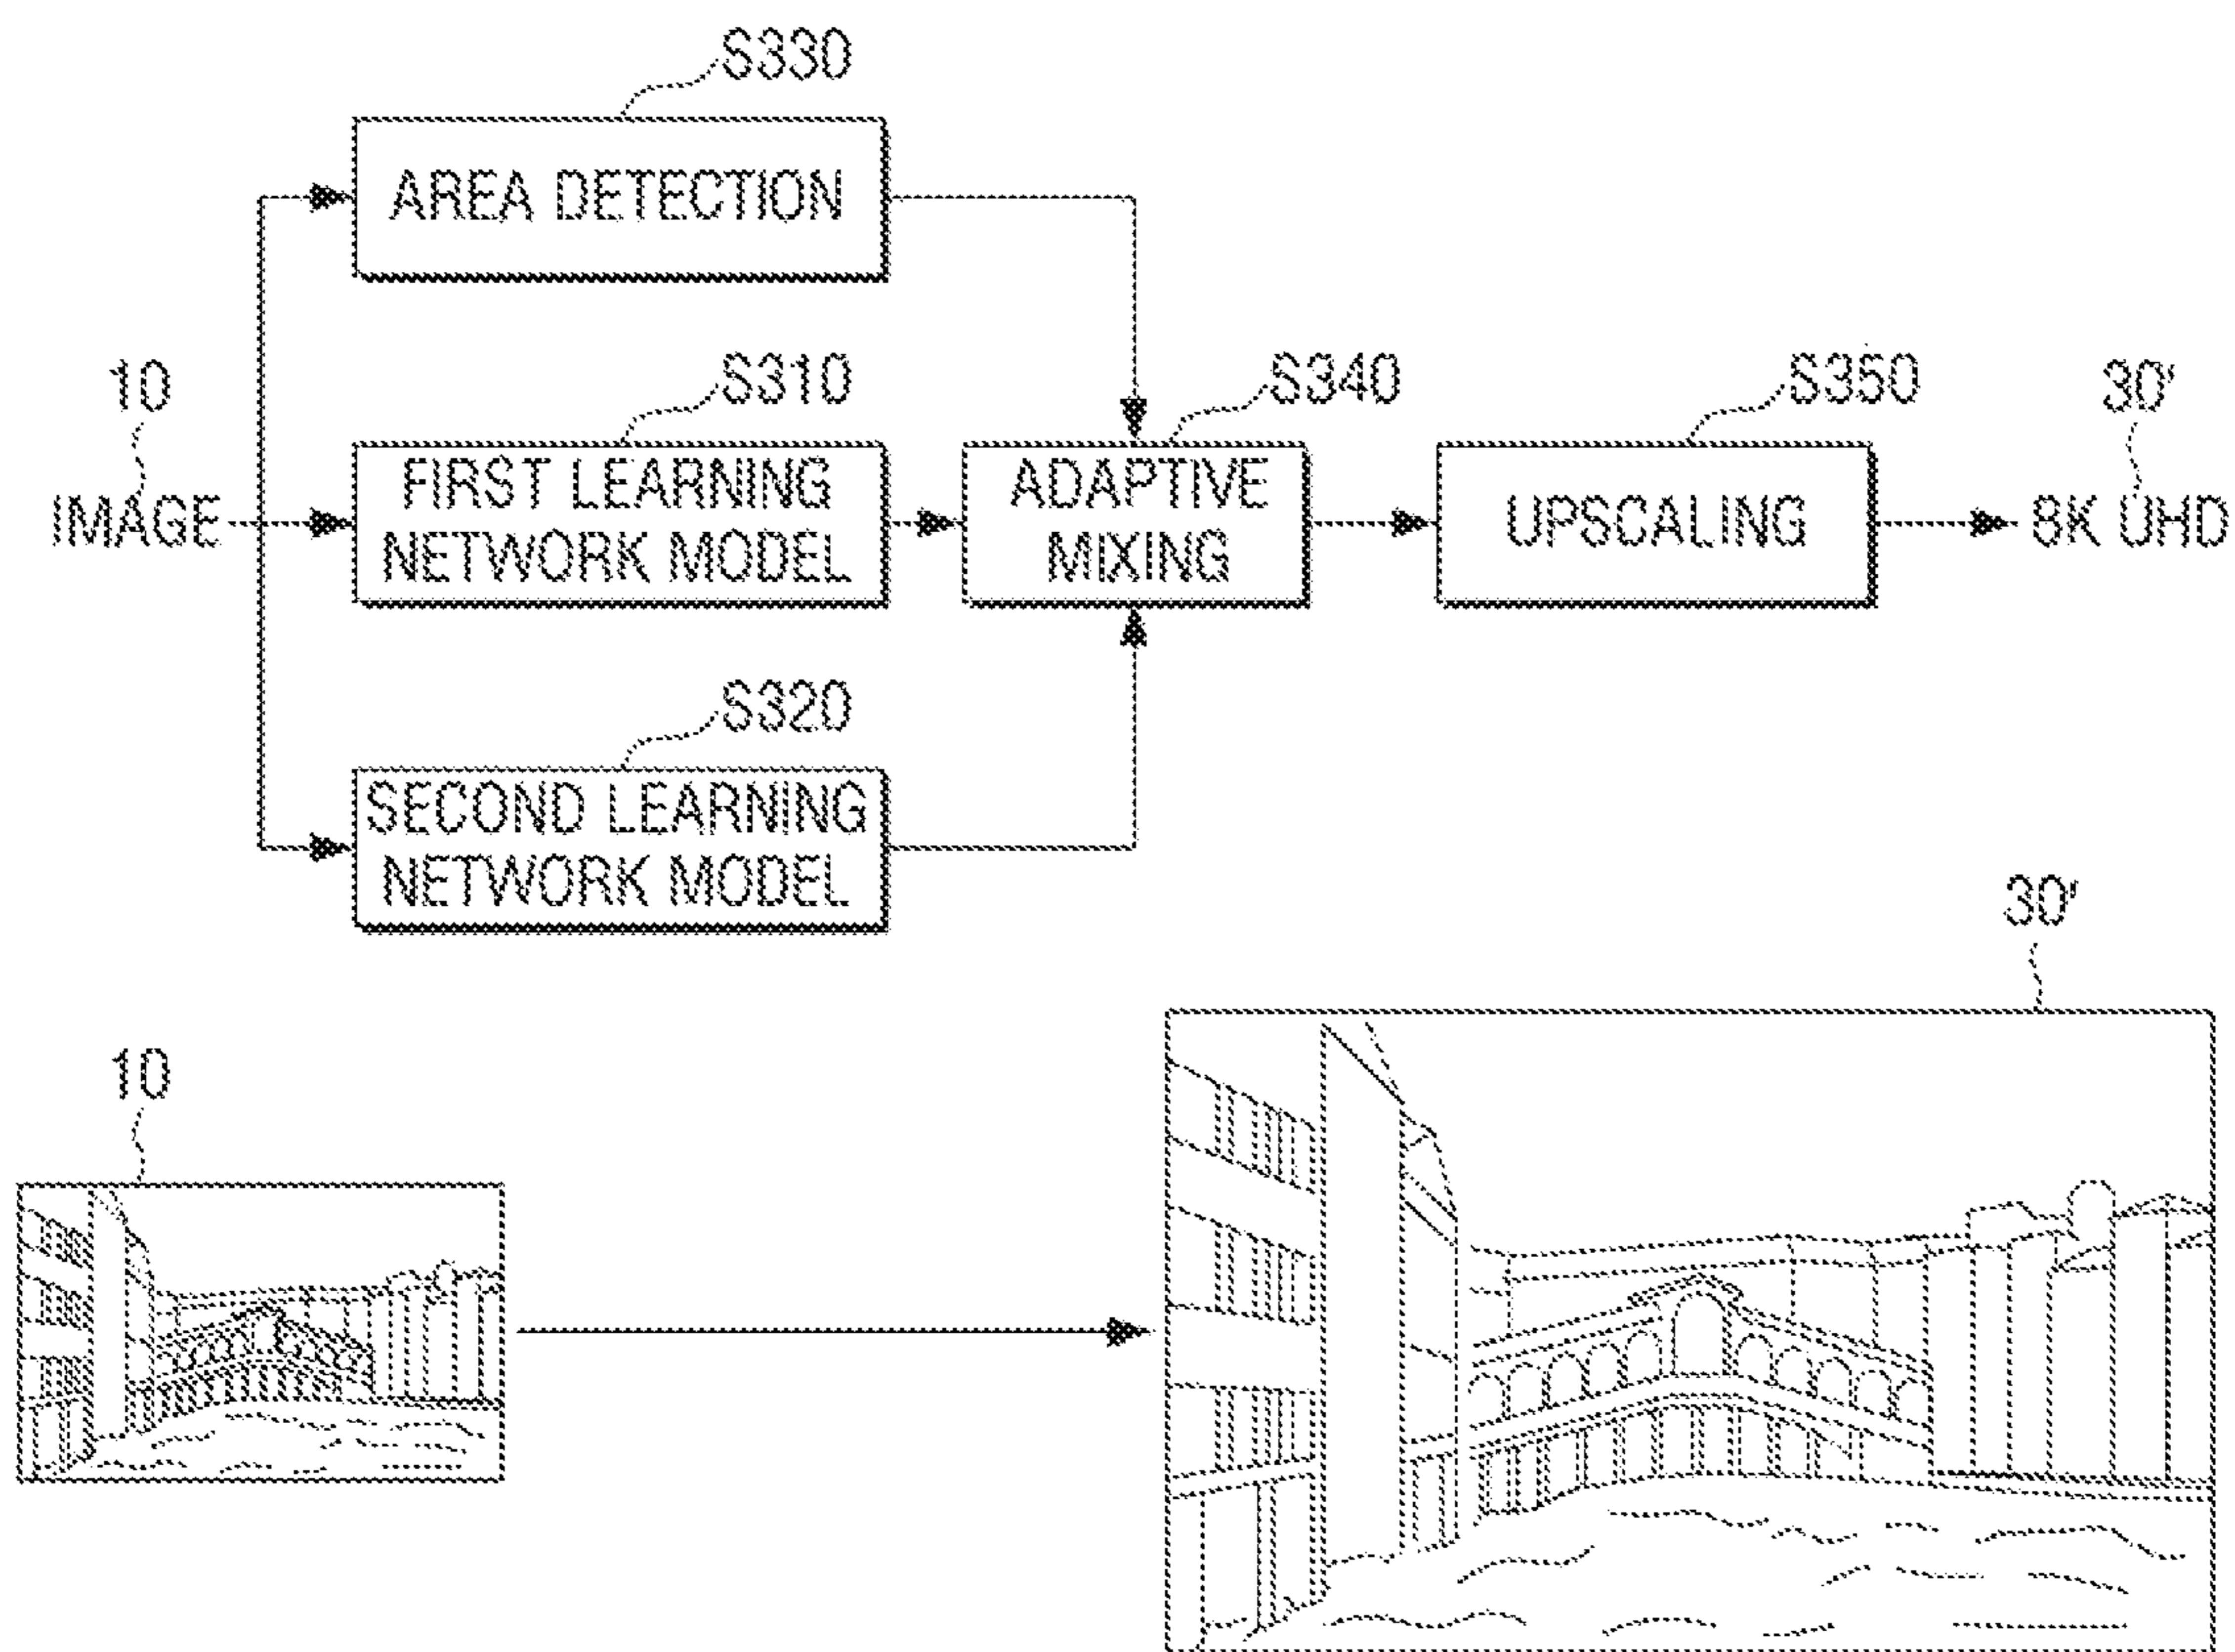 S330
AREA DETECTION
10
S310
S340
S350
30'
IMAGE
FIRST LEARNING
NETWORK MODEL
ADAPTIVE
MIXING
UPSCALING
8K UHD
S320
SECOND LEARNING
NETWORK MODEL
30'
10